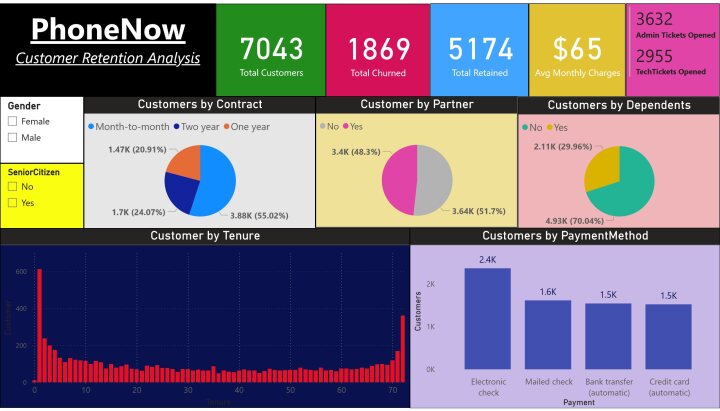 PhoneNow
Customer Retention Analysis
7043
Total Customers
1869
Total Churned
5174
Total Retained
$65
Avg Monthly Charges
3632
Admin Tickets Opened
2955
TechTickets Opened
Gender
Female
Male
SeniorCitizen
No
Yes
Customers by Contract
Month-to-month Two year One year
1.47K (20.91%)
1.7K (24.07%)
3.88K (55.02%)
Customers by Partner
No Yes
3.4K (48.3%)
3.64K (51.7%)
Customers by Dependents
No Yes
2.11K (29.96%)
4.93K (70.04%)
Customer by Tenure
Customer
600
400
200
0
0 10 20 30 40 50 60 70
Tenure
Customers by PaymentMethod
Customers
2K
1K
0K
2.4K
1.6K
1.5K
1.5K
Electronic check
Mailed check
Bank transfer (automatic)
Credit card (automatic)
Payment